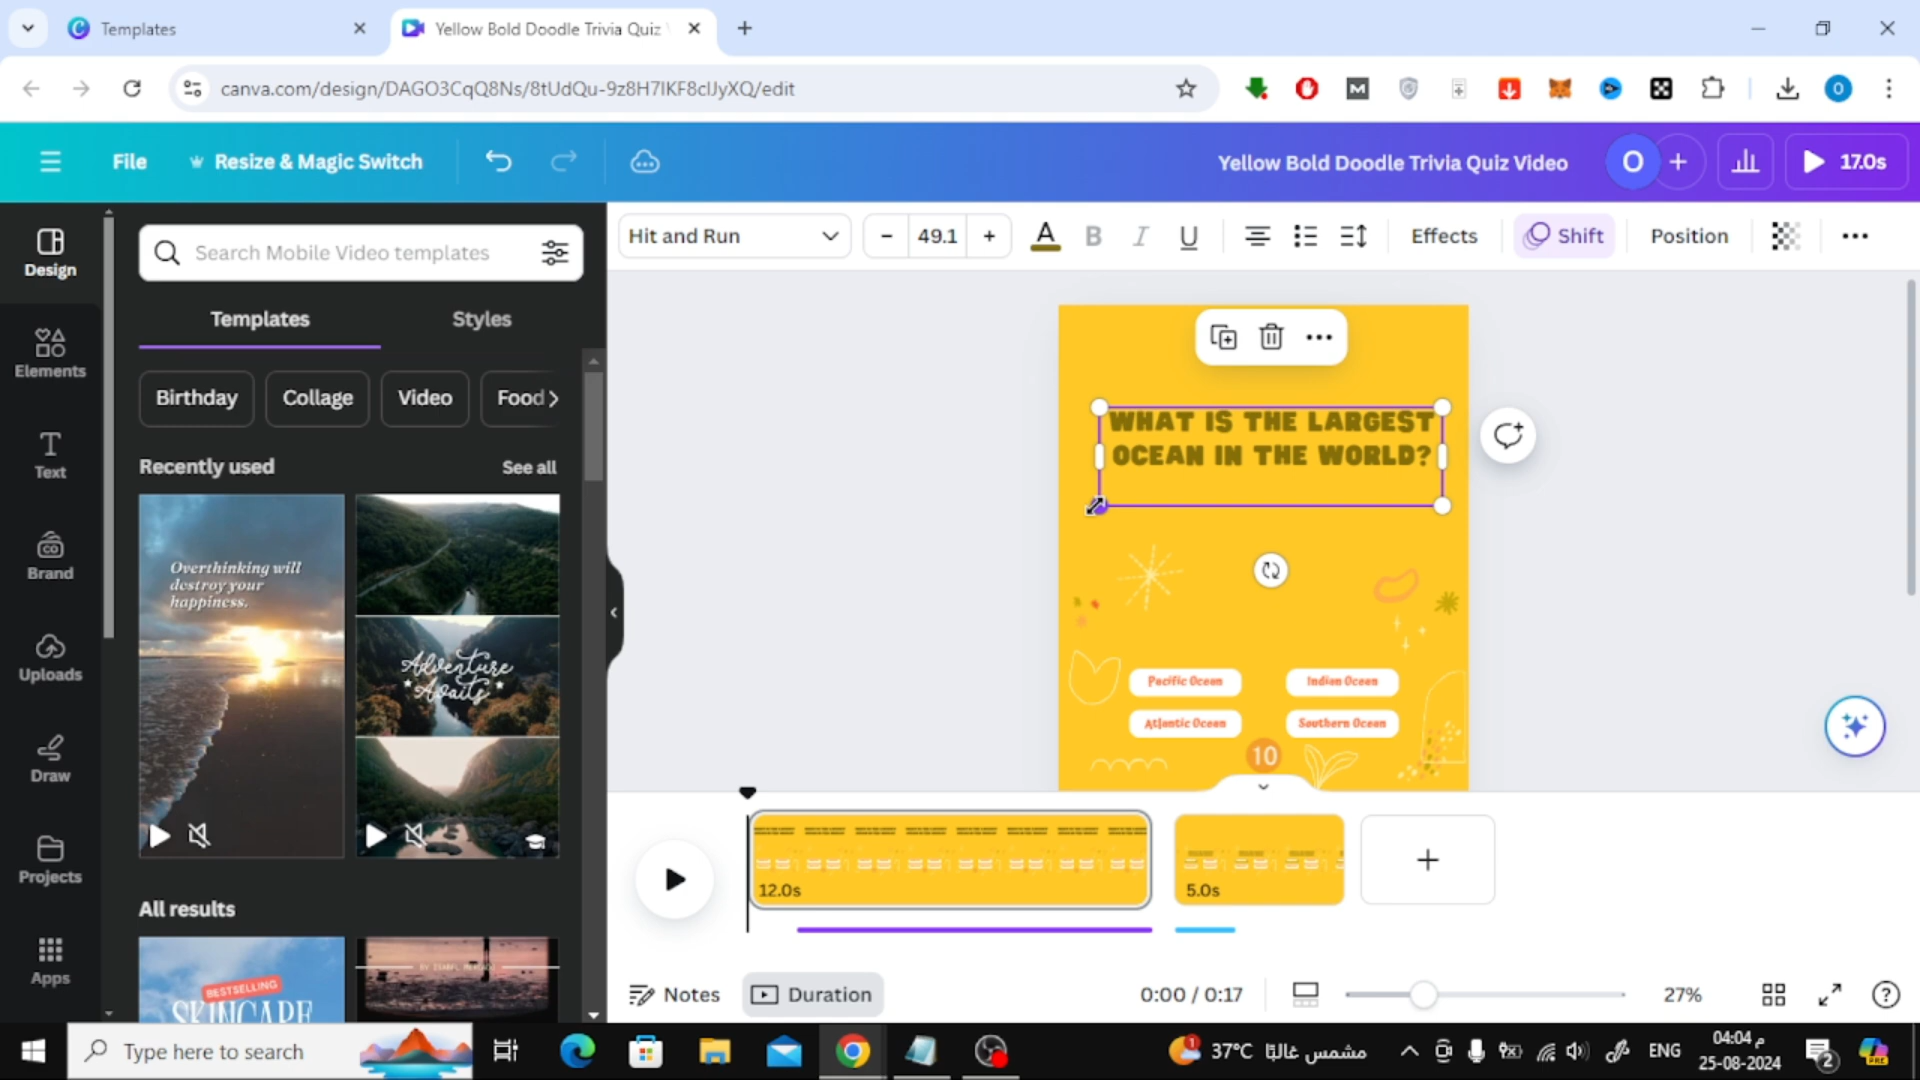 Templates
Yellow Bold Doodle Trivia Quiz
canva.com/design/DAGO3CqQ8Ns/8tUdQu-9z8H7IKF8clJyXQ/edit
File
Resize & Magic Switch
Yellow Bold Doodle Trivia Quiz Video
O
17.0s
Design
Elements
Text
Brand
Uploads
Draw
Projects
Apps
Search Mobile Video templates
Templates
Styles
Birthday
Collage
Video
Food
Recently used
See all
Overthinking will
destroy your
happiness.
Adventure
Awaits
All results
BESTSELLING
SKINCARE
Hit and Run
49.1
Effects
Shift
Position
WHAT IS THE LARGEST
OCEAN IN THE WORLD?
Pacific Ocean
Indian Ocean
Atlantic Ocean
Southern Ocean
10
12.0s
5.0s
Notes
Duration
0:00 / 0:17
27%
Type here to search
37°C
مشمس غالبًا
ENG
04:04 م
25-08-2024
2